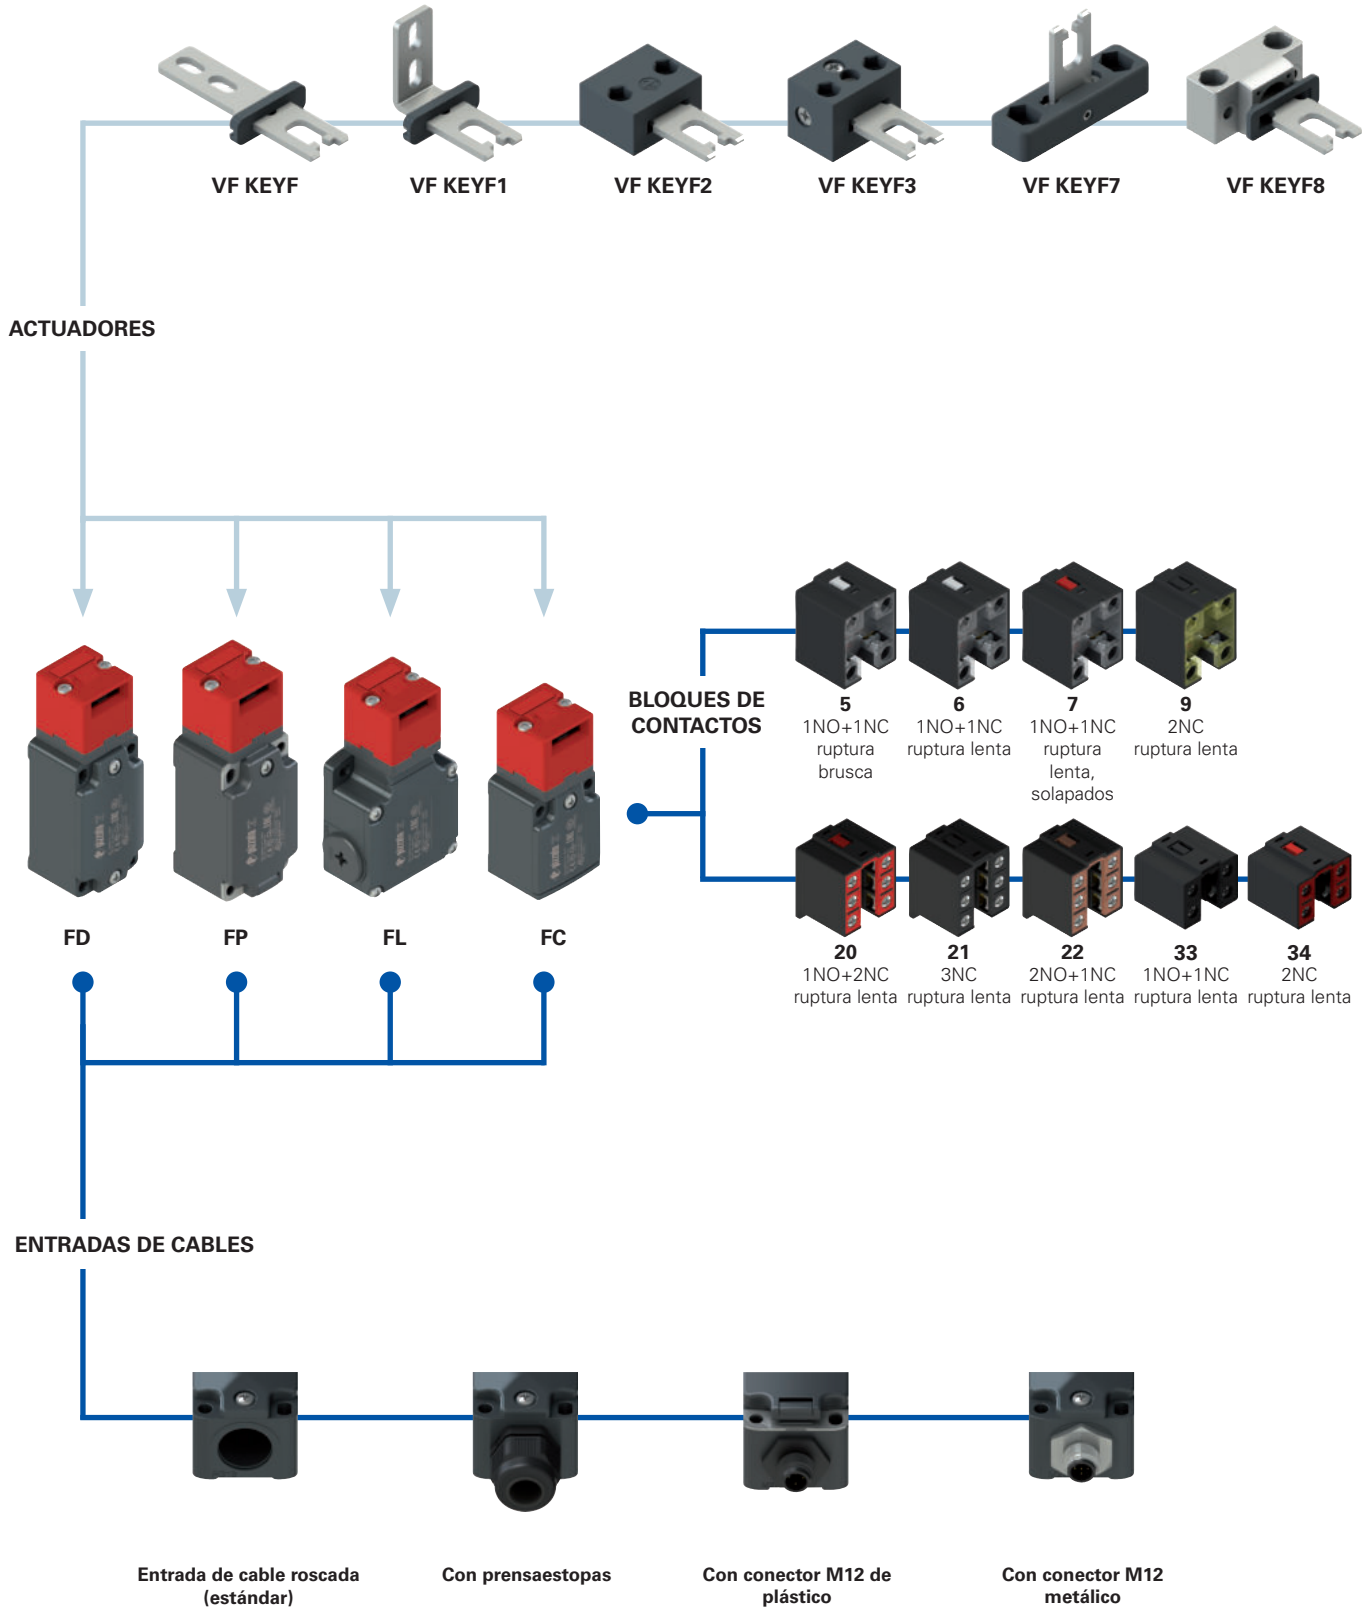 VF KEYF
VF KEYF1
VF KEYF2
VF KEYF3
VF KEYF7
VF KEYF8
ACTUADORES
BLOQUES DE
CONTACTOS
5
1NO+1NC
ruptura
brusca
6
1NO+1NC
ruptura lenta
7
1NO+1NC
ruptura
lenta,
solapados
9
2NC
ruptura lenta
20
1NO+2NC
ruptura lenta
21
3NC
ruptura lenta
22
2NO+1NC
ruptura lenta
33
1NO+1NC
ruptura lenta
34
2NC
ruptura lenta
FD
FP
FL
FC
ENTRADAS DE CABLES
Entrada de cable roscada
(estándar)
Con prensaestopas
Con conector M12 de
plástico
Con conector M12
metálico